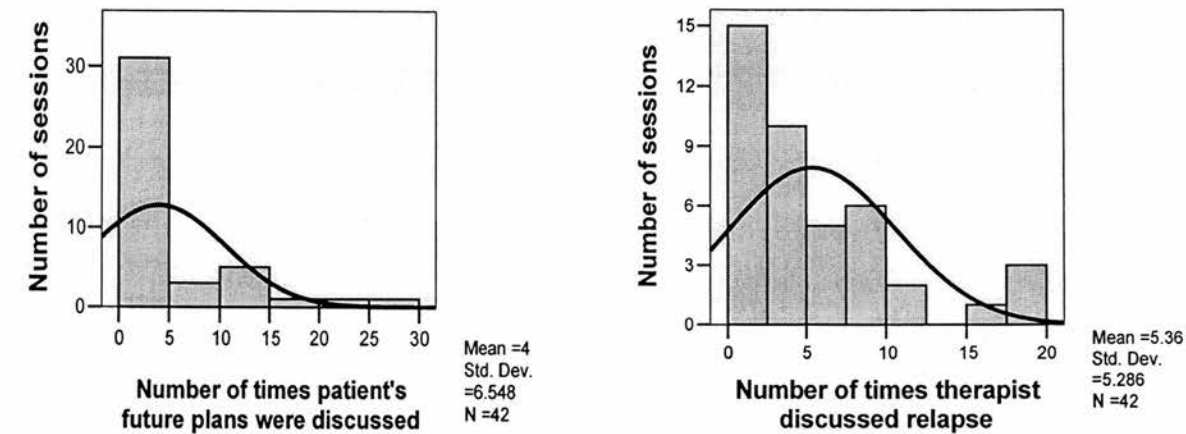 Number of sessions
30
20
10
0
0 5 10 15 20 25 30
Number of times patient's
future plans were discussed
Mean =4
Std. Dev.
=6.548
N =42
Number of sessions
15
12
9
6
3
0
0 5 10 15 20
Number of times therapist
discussed relapse
Mean =5.36
Std. Dev.
=5.286
N =42